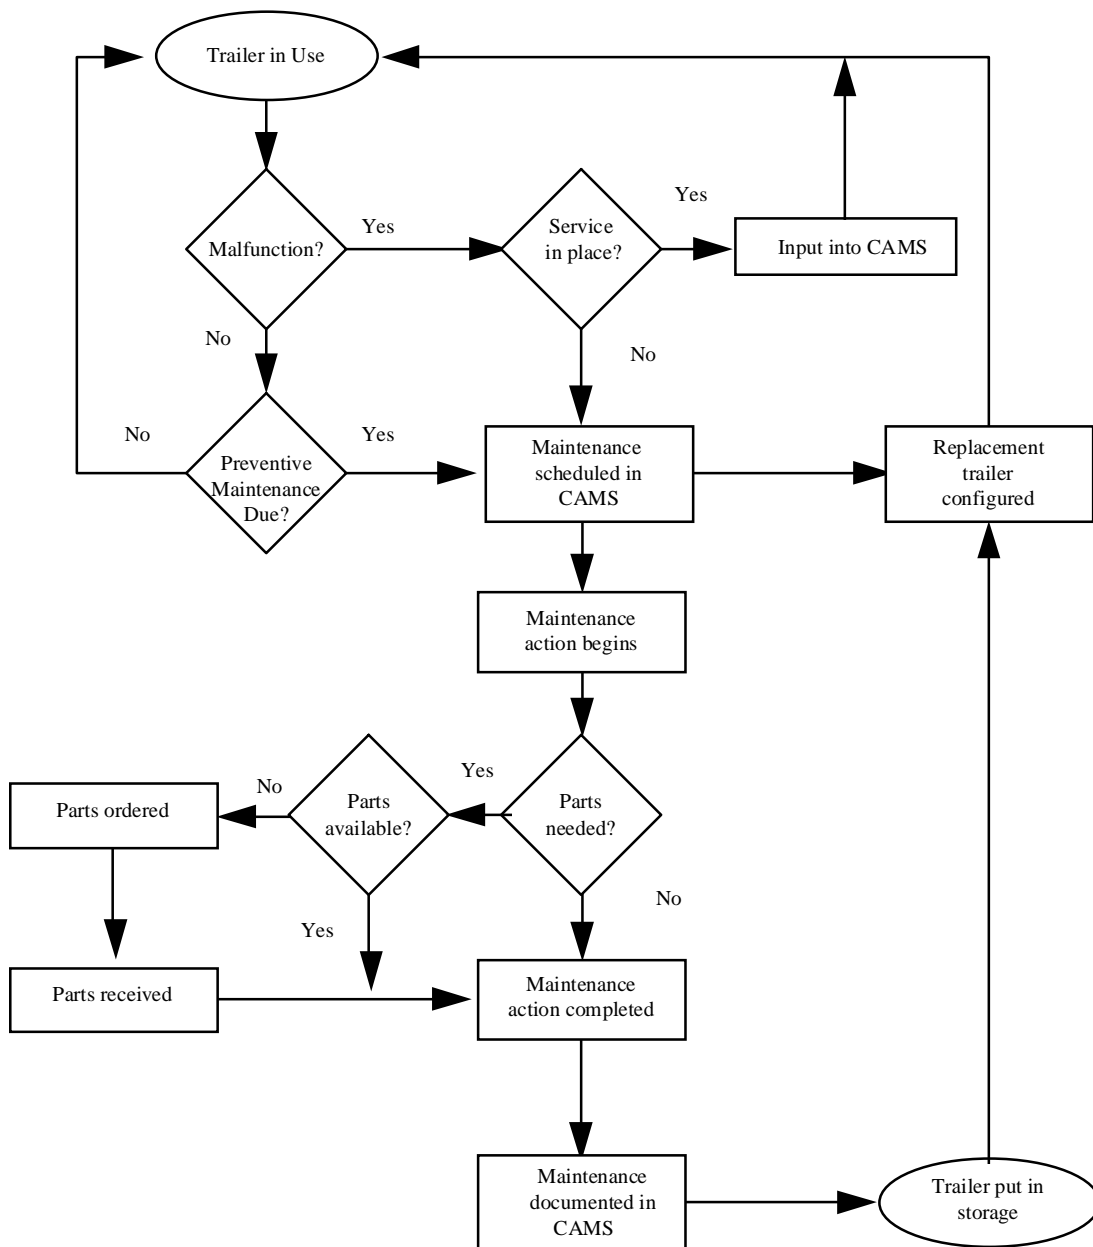 Trailer in Use
Malfunction?
Yes
Service
in place?
Yes
Input into CAMS
No
No
No
Preventive
Maintenance
Due?
Yes
Maintenance
scheduled in
CAMS
Replacement
trailer
configured
Maintenance
action begins
Parts ordered
No
Parts
available?
Yes
Parts
needed?
Yes
No
Parts received
Maintenance
action completed
Maintenance
documented in
CAMS
Trailer put in
storage